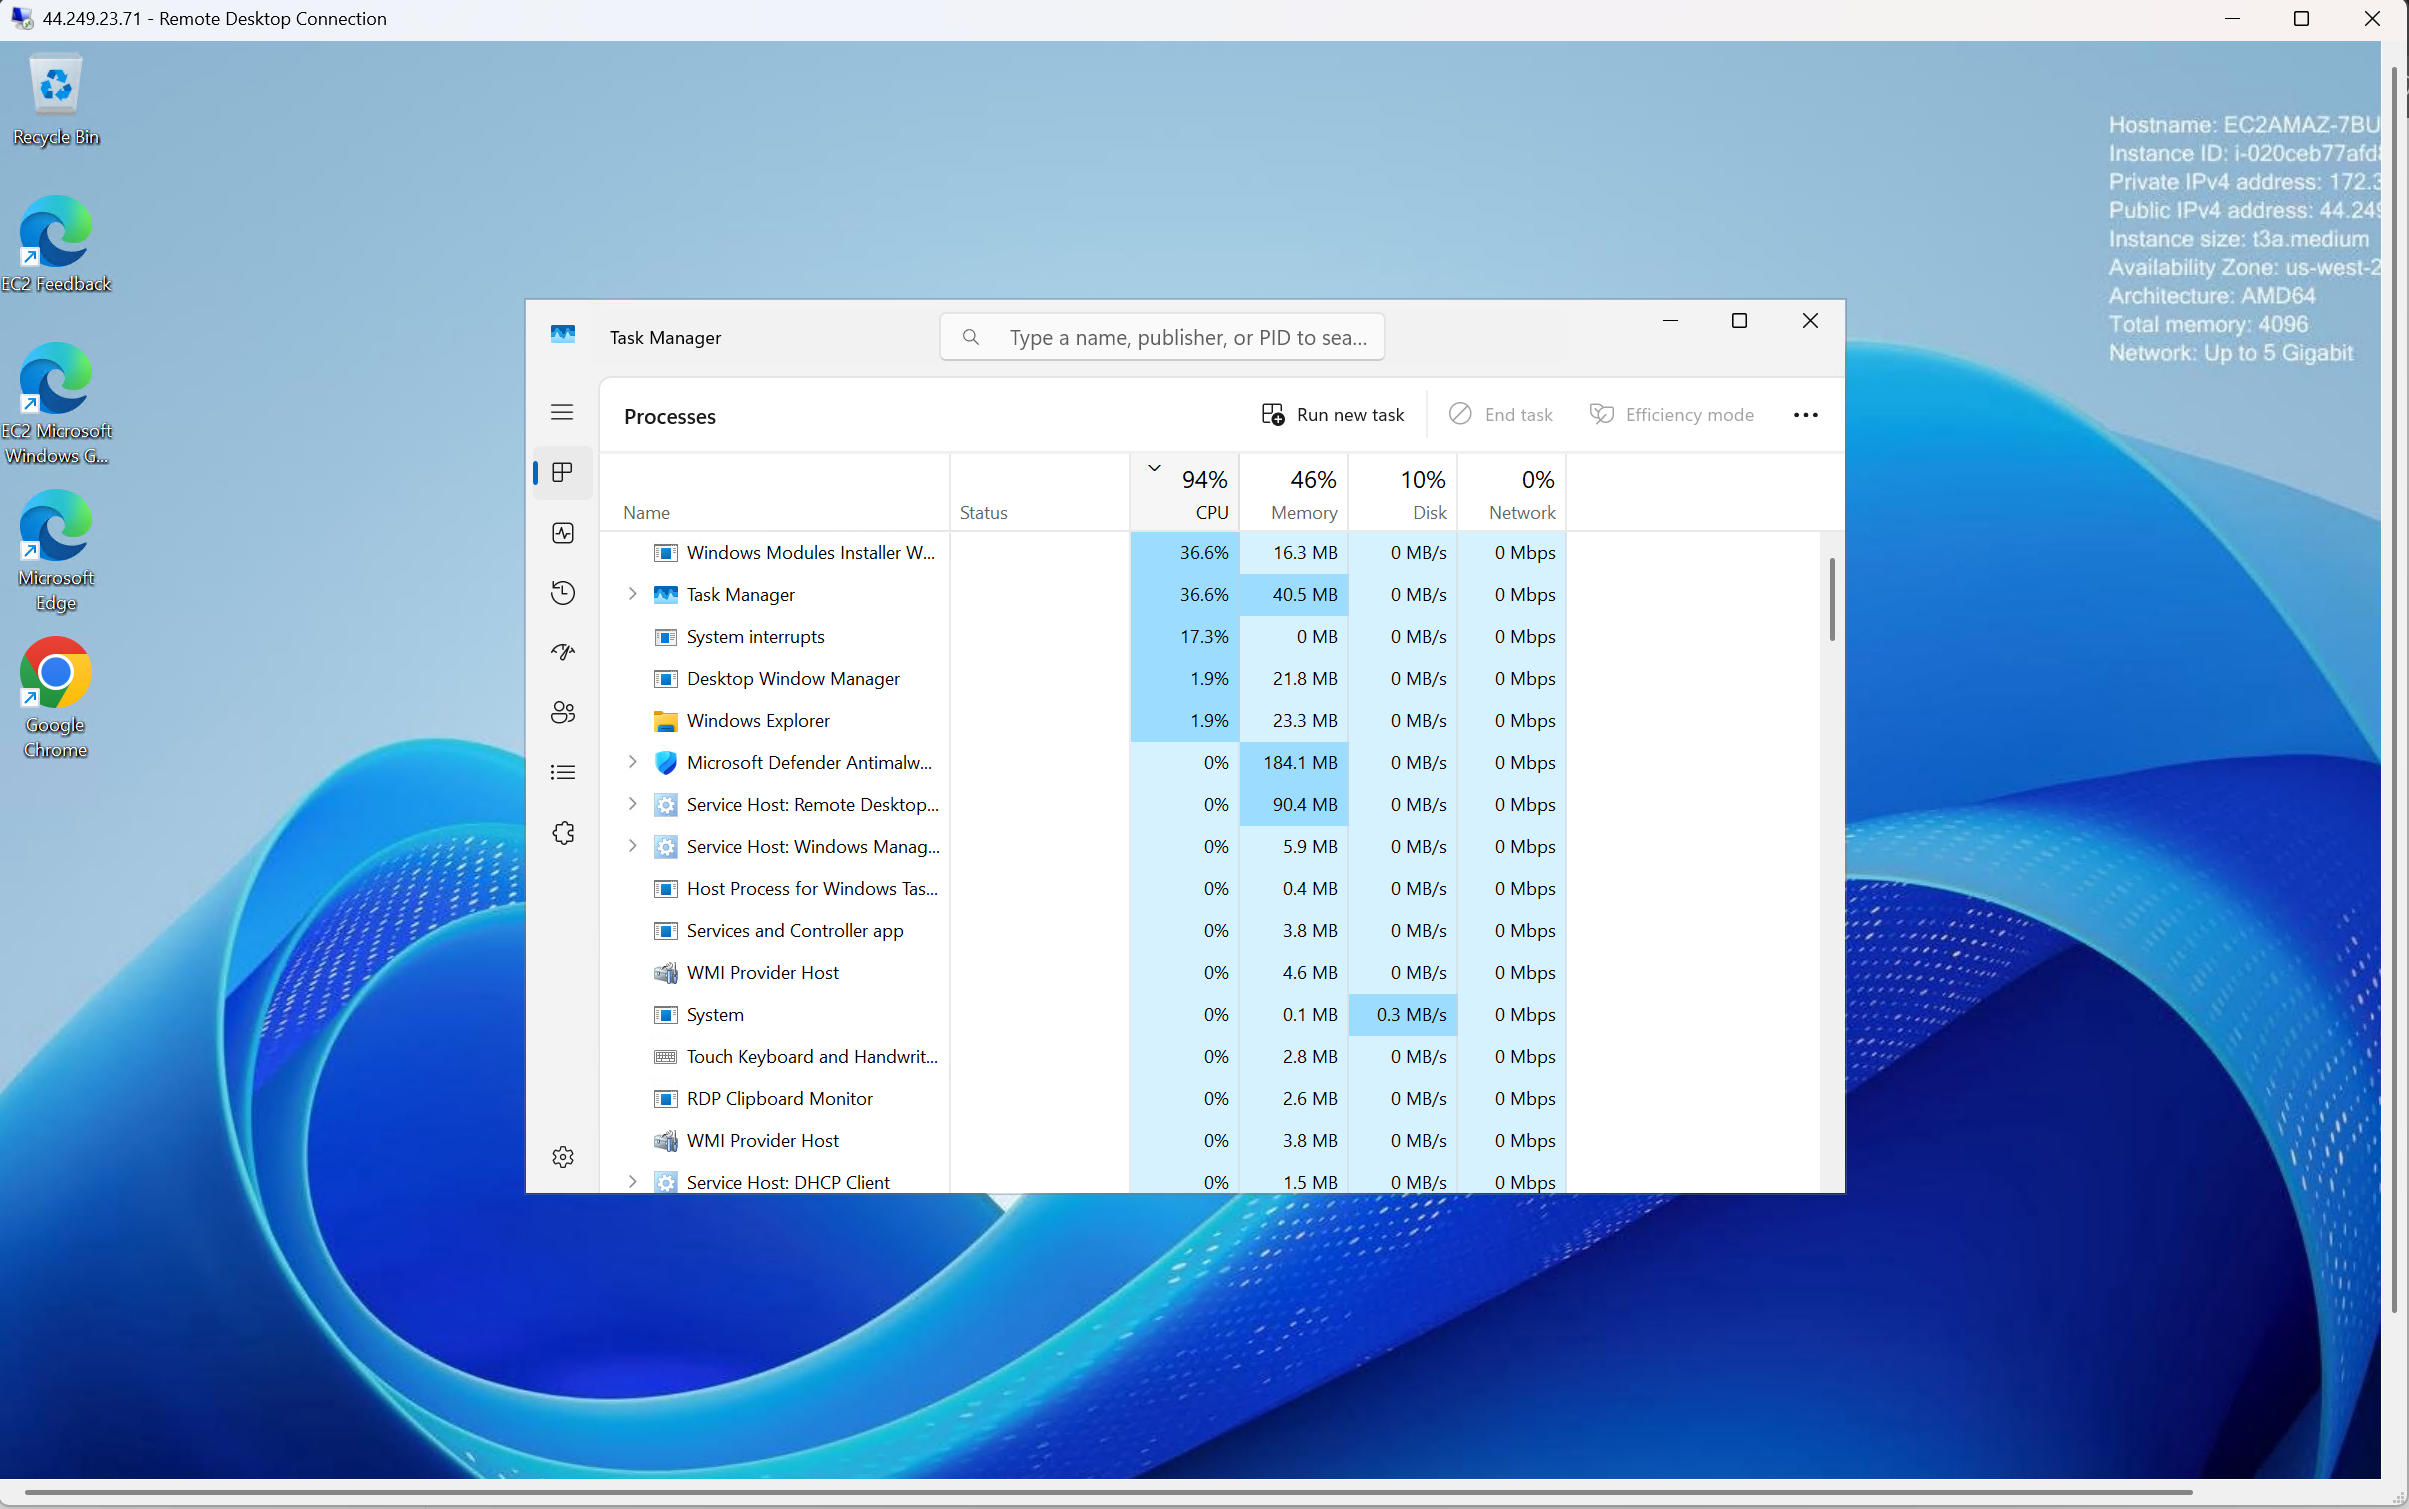 44.249.23.71 - Remote Desktop Connection
Recycle Bin
EC2 Feedback
EC2 Microsoft
Windows G...
Microsoft
Edge
Google
Chrome
Hostname: EC2AMAZ-7BU
Instance ID: i-020ceb77afd
Private IPv4 address: 172.3
Public IPv4 address: 44.249
Instance size: t3a.medium
Availability Zone: us-west-2
Architecture: AMD64
Total memory: 4096
Network: Up to 5 Gigabit
Task Manager
Type a name, publisher, or PID to sea...
Processes
Run new task
End task
Efficiency mode
94% 46% 10% 0%
Name Status CPU Memory Disk Network
Windows Modules Installer W... 36.6% 16.3 MB 0 MB/s 0 Mbps
Task Manager 36.6% 40.5 MB 0 MB/s 0 Mbps
System interrupts 17.3% 0 MB 0 MB/s 0 Mbps
Desktop Window Manager 1.9% 21.8 MB 0 MB/s 0 Mbps
Windows Explorer 1.9% 23.3 MB 0 MB/s 0 Mbps
Microsoft Defender Antimalw... 0% 184.1 MB 0 MB/s 0 Mbps
Service Host: Remote Desktop... 0% 90.4 MB 0 MB/s 0 Mbps
Service Host: Windows Manag... 0% 5.9 MB 0 MB/s 0 Mbps
Host Process for Windows Tas... 0% 0.4 MB 0 MB/s 0 Mbps
Services and Controller app 0% 3.8 MB 0 MB/s 0 Mbps
WMI Provider Host 0% 4.6 MB 0 MB/s 0 Mbps
System 0% 0.1 MB 0.3 MB/s 0 Mbps
Touch Keyboard and Handwrit... 0% 2.8 MB 0 MB/s 0 Mbps
RDP Clipboard Monitor 0% 2.6 MB 0 MB/s 0 Mbps
WMI Provider Host 0% 3.8 MB 0 MB/s 0 Mbps
Service Host: DHCP Client 0% 1.5 MB 0 MB/s 0 Mbps